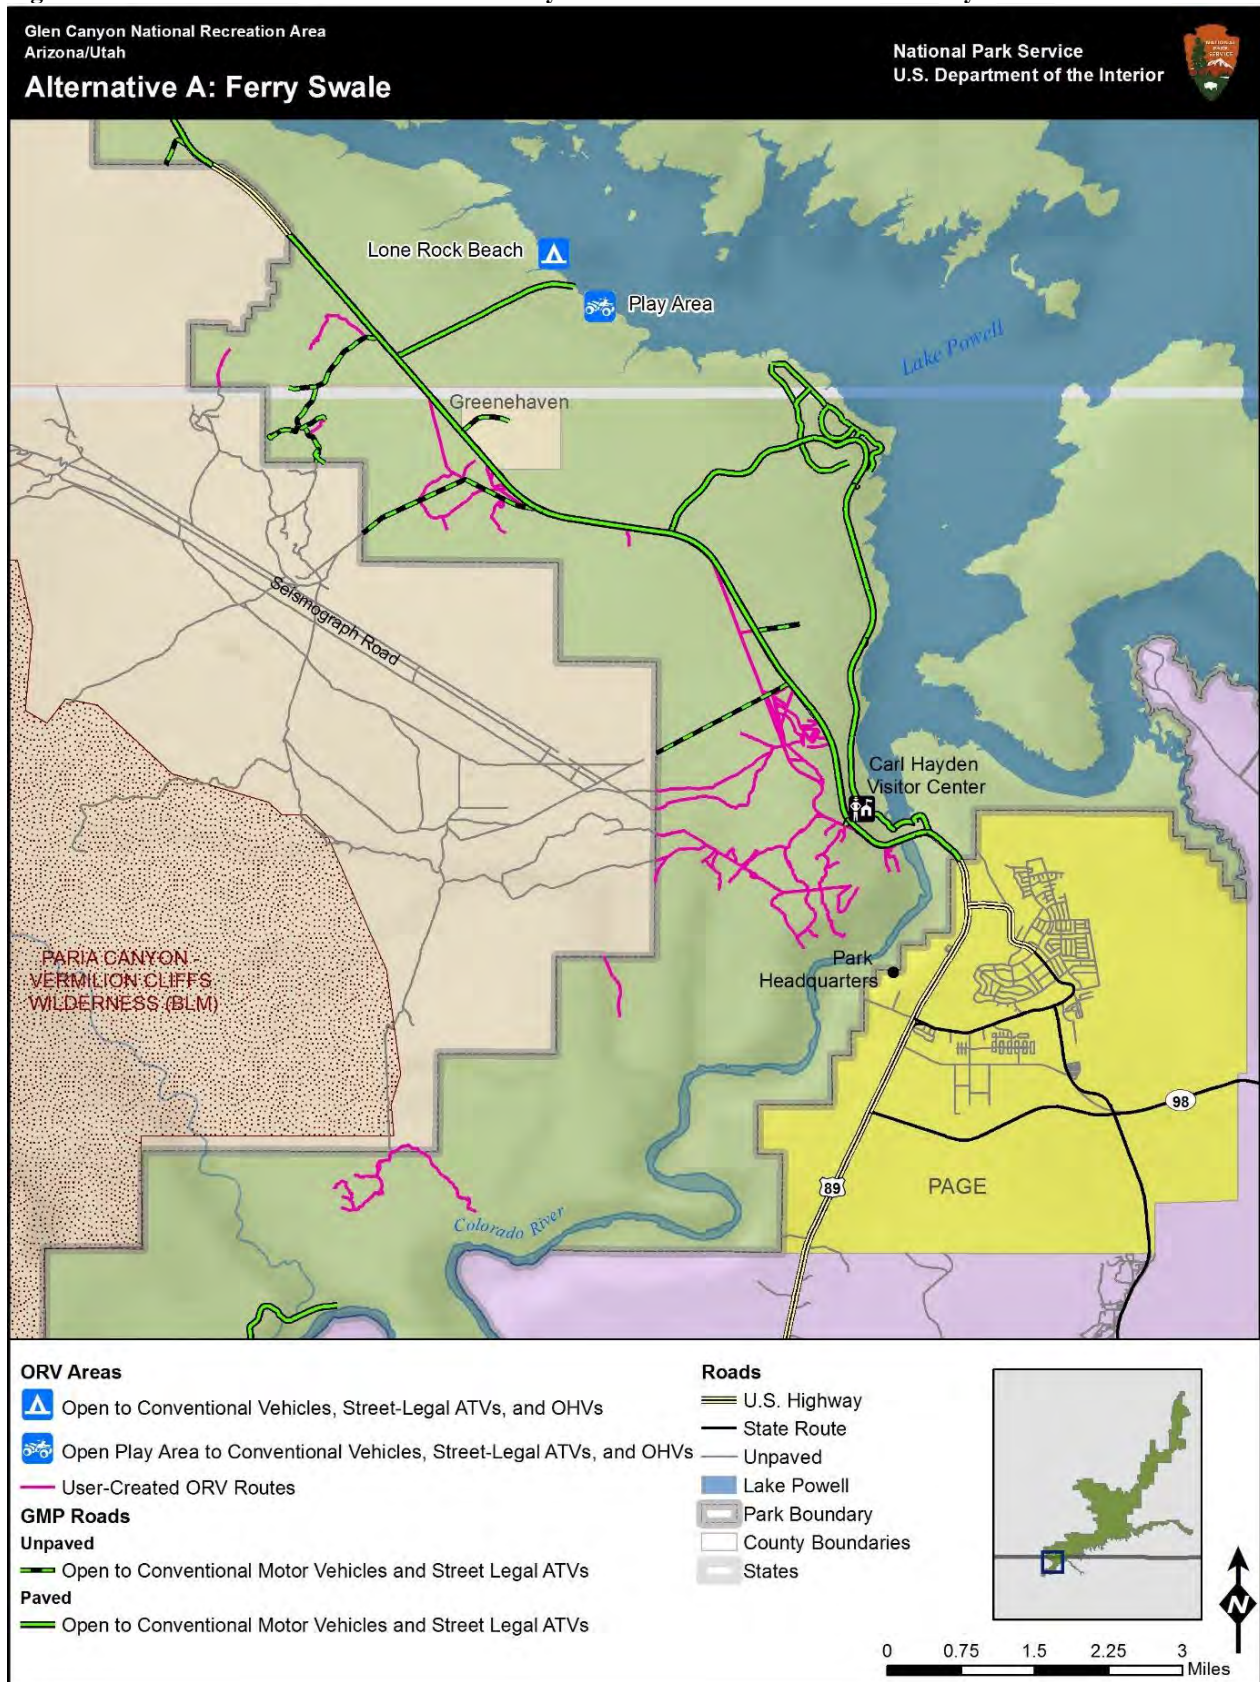 Glen Canyon National Recreation Area
Arizona/Utah
Alternative A: Ferry Swale
National Park Service
U.S. Department of the Interior
NATIONAL
PARK
SERVICE
Lone Rock Beach
Play Area
Lake Powell
Greenehaven
Seismograph Road
Carl Hayden
Visitor Center
PARIA CANYON -
VERMILION CLIFFS
WILDERNESS (BLM)
Park
Headquarters
98
89
PAGE
Colorado River
ORV Areas
Open to Conventional Vehicles, Street-Legal ATVs, and OHVs
Open Play Area to Conventional Vehicles, Street-Legal ATVs, and OHVs
User-Created ORV Routes
GMP Roads
Unpaved
Open to Conventional Motor Vehicles and Street Legal ATVs
Paved
Open to Conventional Motor Vehicles and Street Legal ATVs
Roads
U.S. Highway
State Route
Unpaved
Lake Powell
Park Boundary
County Boundaries
States
N
0 0.75 1.5 2.25 3
Miles